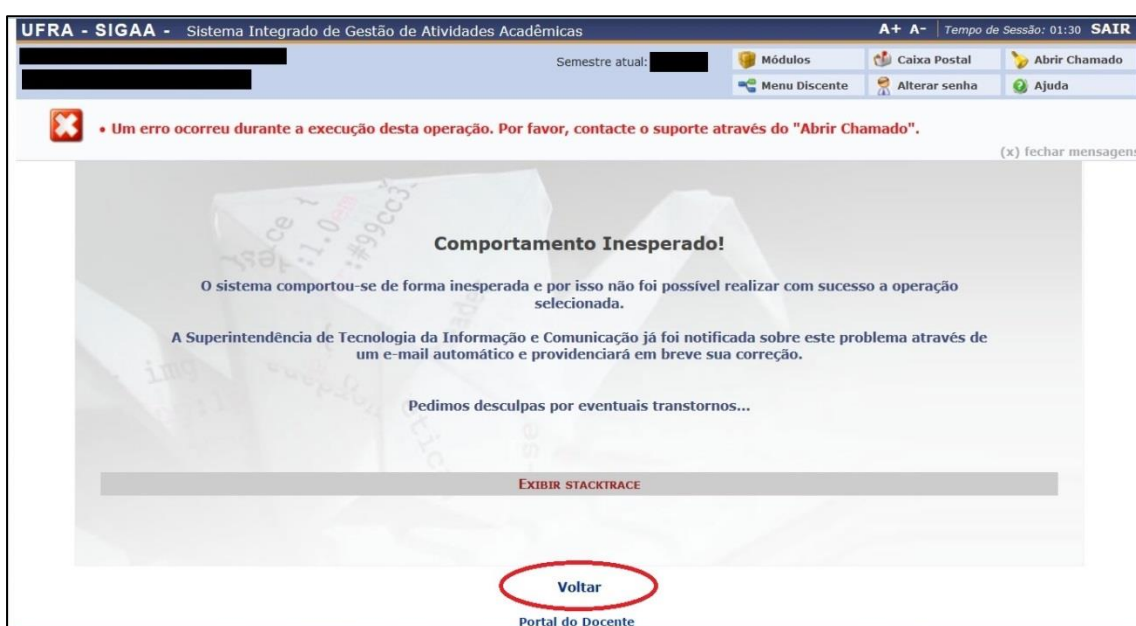 UFRA - SIGAA - Sistema Integrado de Gestão de Atividades Acadêmicas A+ A- Tempo de Sessão: 01:30 SAIR
Semestre atual: Módulos Caixa Postal Abrir Chamado
Menu Discente Alterar senha Ajuda
• Um erro ocorreu durante a execução desta operação. Por favor, contacte o suporte através do "Abrir Chamado".
(x) fechar mensagens
Comportamento Inesperado!
O sistema comportou-se de forma inesperada e por isso não foi possível realizar com sucesso a operação
selecionada.
A Superintendência de Tecnologia da Informação e Comunicação já foi notificada sobre este problema através de
um e-mail automático e providenciará em breve sua correção.
Pedimos desculpas por eventuais transtornos...
EXIBIR STACKTRACE
Voltar
Portal do Docente